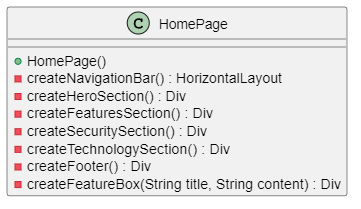 C HomePage
HomePage()
createNavigationBar() : HorizontalLayout
createHeroSection() : Div
createFeaturesSection() : Div
createSecuritySection() : Div
createTechnologySection() : Div
createFooter() : Div
createFeatureBox(String title, String content) : Div